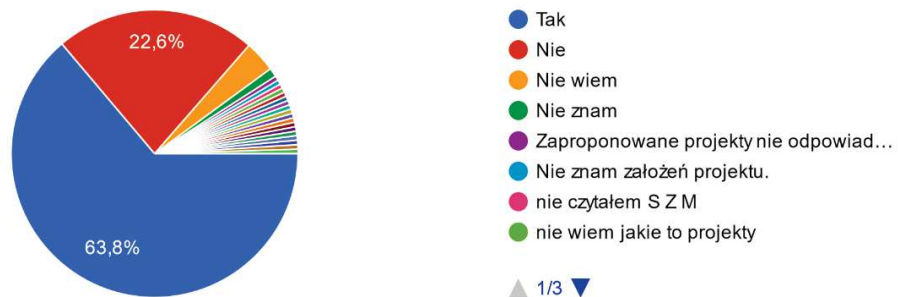 22,6%
63,8%
Tak
Nie
Nie wiem
Nie znam
Zaproponowane projekty nie odpowiad…
Nie znam założeń projektu.
nie czytałem S Z M
nie wiem jakie to projekty
1/3